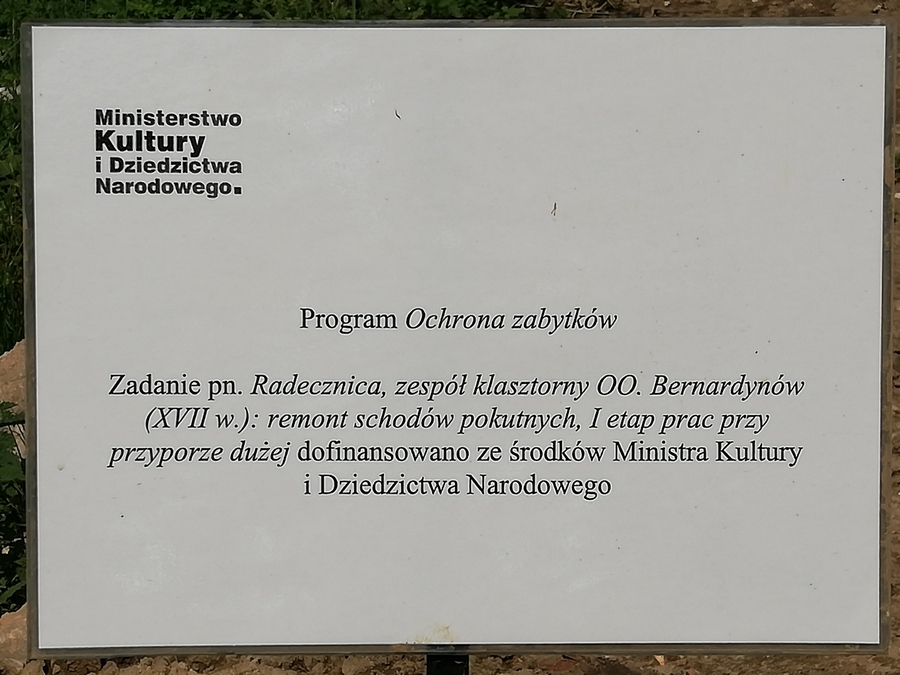 Ministerstwo
Kultury
i Dziedzictwa
Narodowego.
Program Ochrona zabytków
Zadanie pn. Radecznica, zespół klasztorny OO. Bernardynów
(XVII w.): remont schodów pokutnych, I etap prac przy
przyporze dużej dofinansowano ze środków Ministra Kultury
i Dziedzictwa Narodowego